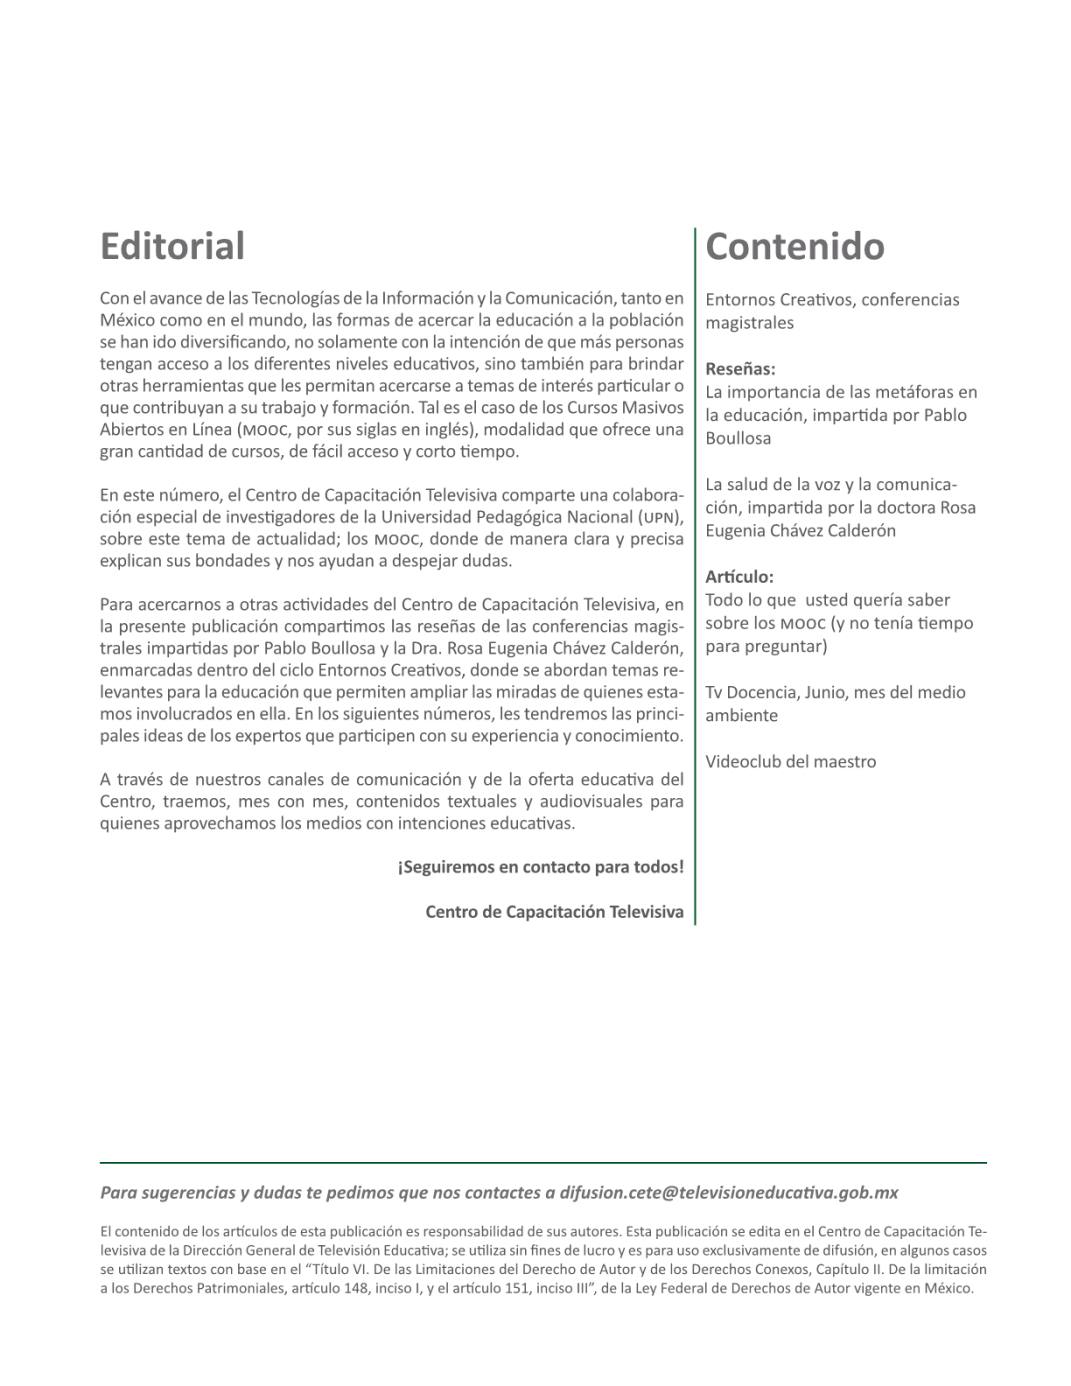 Editorial
Con el avance de las Tecnologías de la Información y la Comunicación, tanto en
México como en el mundo, las formas de acercar la educación a la población
se han ido diversificando, no solamente con la intención de que más personas
tengan acceso a los diferentes niveles educativos, sino también para brindar
otras herramientas que les permitan acercarse a temas de interés particular o
que contribuyan a su trabajo y formación. Tal es el caso de los Cursos Masivos
Abiertos en Línea (MOOC, por sus siglas en inglés), modalidad que ofrece una
gran cantidad de cursos, de fácil acceso y corto tiempo.
En este número, el Centro de Capacitación Televisiva comparte una colabora-
ción especial de investigadores de la Universidad Pedagógica Nacional (UPN),
sobre este tema de actualidad; los MOOC, donde de manera clara y precisa
explican sus bondades y nos ayudan a despejar dudas.
Para acercarnos a otras actividades del Centro de Capacitación Televisiva, en
la presente publicación compartimos las reseñas de las conferencias magis-
trales impartidas por Pablo Boullosa y la Dra. Rosa Eugenia Chávez Calderón,
enmarcadas dentro del ciclo Entornos Creativos, donde se abordan temas re-
levantes para la educación que permiten ampliar las miradas de quienes esta-
mos involucrados en ella. En los siguientes números, les tendremos las princi-
pales ideas de los expertos que participen con su experiencia y conocimiento.
A través de nuestros canales de comunicación y de la oferta educativa del
Centro, traemos, mes con mes, contenidos textuales y audiovisuales para
quienes aprovechamos los medios con intenciones educativas.
¡Seguiremos en contacto para todos!
Centro de Capacitación Televisiva
Contenido
Entornos Creativos, conferencias
magistrales
Reseñas:
La importancia de las metáforas en
la educación, impartida por Pablo
Boullosa
La salud de la voz y la comunica-
ción, impartida por la doctora Rosa
Eugenia Chávez Calderón
Artículo:
Todo lo que  usted quería saber
sobre los MOOC (y no tenía tiempo
para preguntar)
Tv Docencia, Junio, mes del medio
ambiente
Videoclub del maestro
Para sugerencias y dudas te pedimos que nos contactes a difusion.cete@televisioneducativa.gob.mx
El contenido de los artículos de esta publicación es responsabilidad de sus autores. Esta publicación se edita en el Centro de Capacitación Te-
levisiva de la Dirección General de Televisión Educativa; se utiliza sin fines de lucro y es para uso exclusivamente de difusión, en algunos casos
se utilizan textos con base en el “Título VI. De las Limitaciones del Derecho de Autor y de los Derechos Conexos, Capítulo II. De la limitación
a los Derechos Patrimoniales, artículo 148, inciso I, y el artículo 151, inciso III”, de la Ley Federal de Derechos de Autor vigente en México.